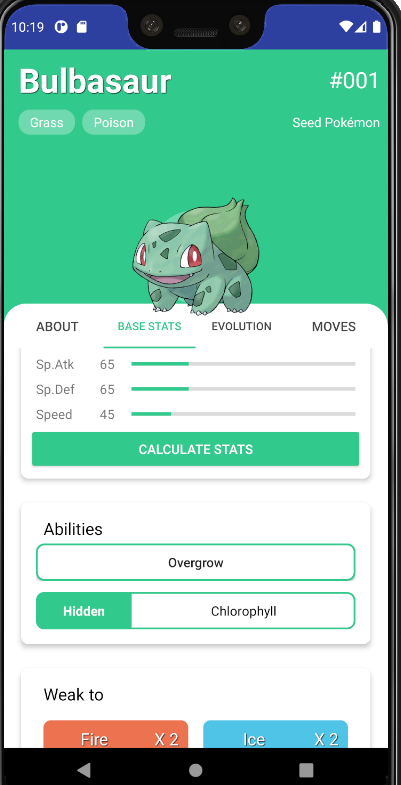 10:19
Bulbasaur #001
Grass Poison Seed Pokémon
ABOUT BASE STATS EVOLUTION MOVES
Sp.Atk 65
Sp.Def 65
Speed 45
CALCULATE STATS
Abilities
Overgrow
Hidden Chlorophyll
Weak to
Fire X 2 Ice X 2